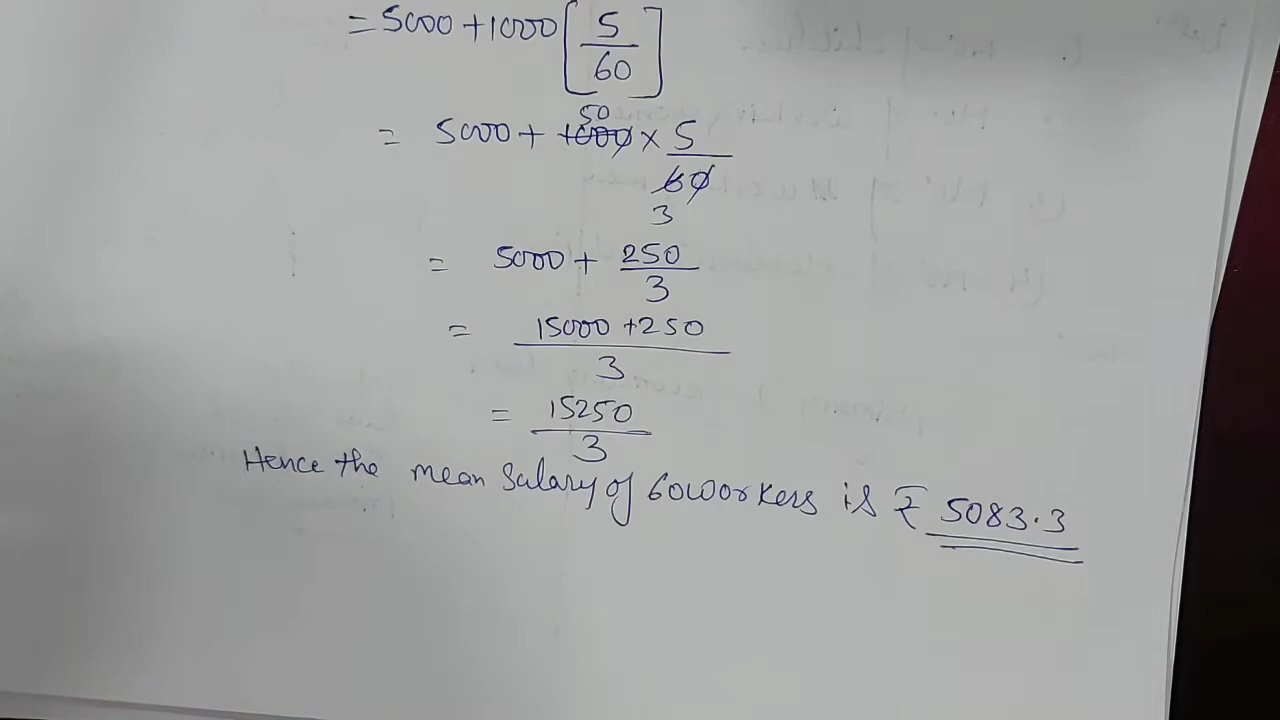 = 5000 + 1000 [ 5 / 60 ]
= 5000 + 1000 50 × 5 / 60 3
= 5000 + 250 / 3
= 15000 + 250 / 3
= 15250 / 3
Hence the mean salary of 60 workers is ₹ 5083.3